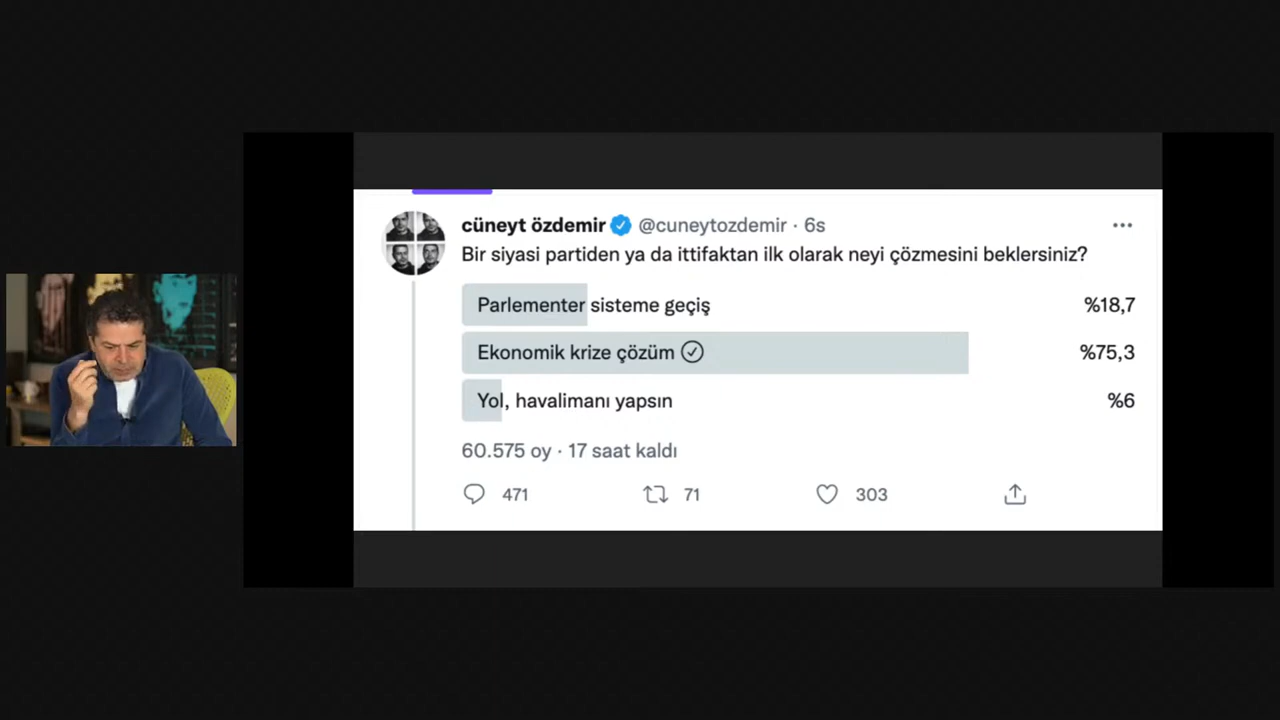 cüneyt özdemir @cuneytozdemir · 6s
Bir siyasi partiden ya da ittifaktan ilk olarak neyi çözmesini beklersiniz?
Parlementer sisteme geçiş %18,7
Ekonomik krize çözüm %75,3
Yol, havalimanı yapsın %6
60.575 oy · 17 saat kaldı
471 71 303